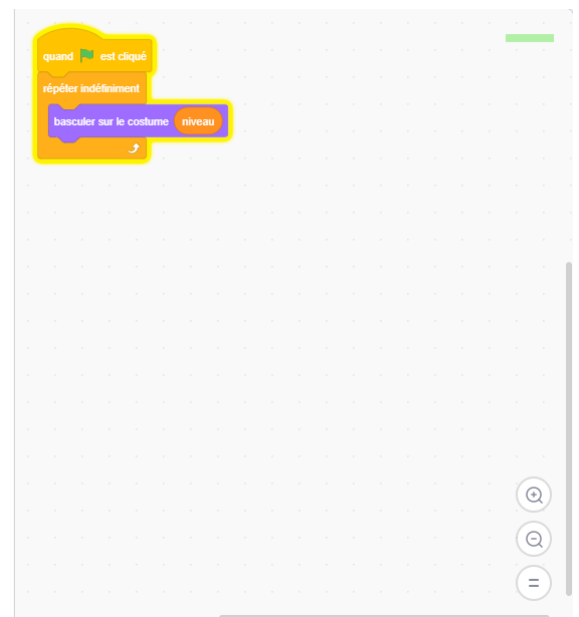 quand est cliqué
répéter indéfiniment
basculer sur le costume niveau